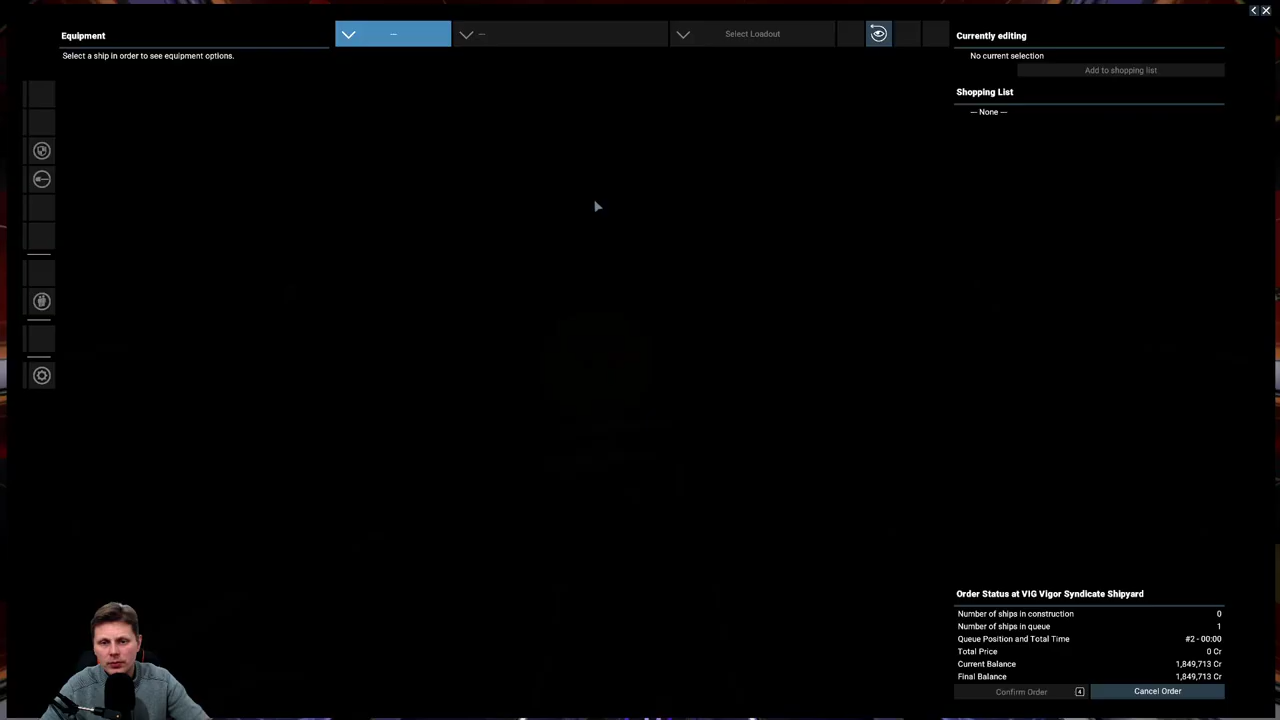 Equipment
Select a ship in order to see equipment options.
--
--
Select Loadout
Currently editing
No current selection
Add to shopping list
Shopping List
--- None ---
Order Status at VIG Vigor Syndicate Shipyard
Number of ships in construction 0
Number of ships in queue 1
Queue Position and Total Time #2 - 00:00
Total Price 0 Cr
Current Balance 1,849,713 Cr
Final Balance 1,849,713 Cr
Confirm Order 4
Cancel Order